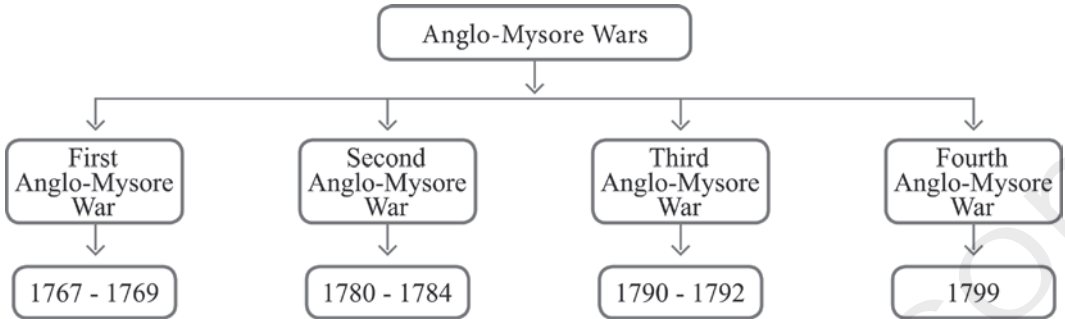 Anglo-Mysore Wars
First
Anglo-Mysore
War
Second
Anglo-Mysore
War
Third
Anglo-Mysore
War
Fourth
Anglo-Mysore
War
1767 - 1769
1780 - 1784
1790 - 1792
1799